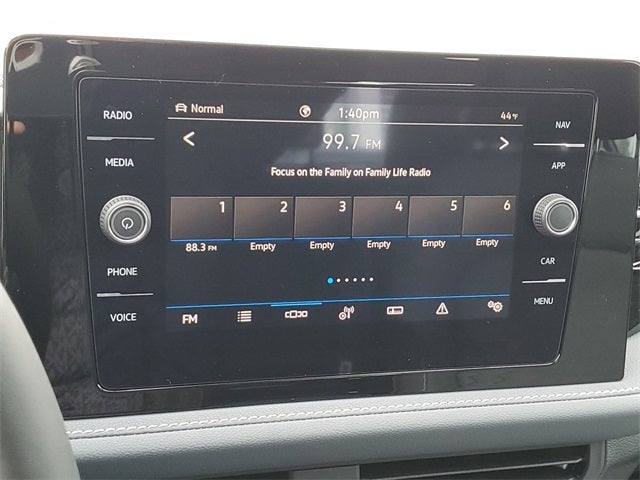 RADIO
MEDIA
PHONE
VOICE
Normal 1:40pm 44°F
99.7 FM
Focus on the Family on Family Life Radio
1 2 3 4 5 6
88.3 FM Empty Empty Empty Empty Empty
FM
NAV
APP
CAR
MENU